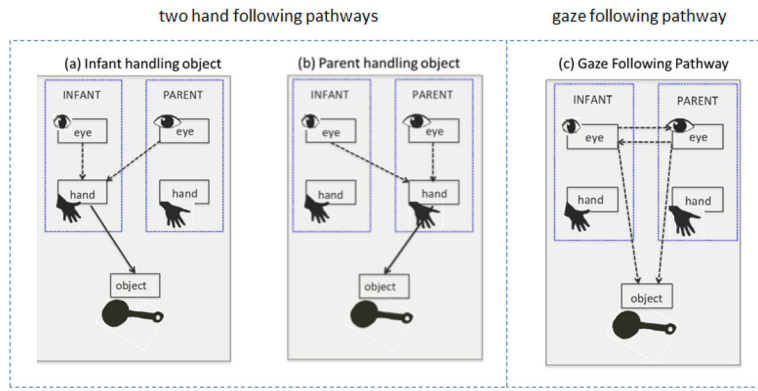 two hand following pathways
gaze following pathway
(a) Infant handling object
INFANT
PARENT
eye
eye
hand
hand
object
(b) Parent handling object
INFANT
PARENT
eye
eye
hand
hand
object
(c) Gaze Following Pathway
INFANT
PARENT
eye
eye
hand
hand
object